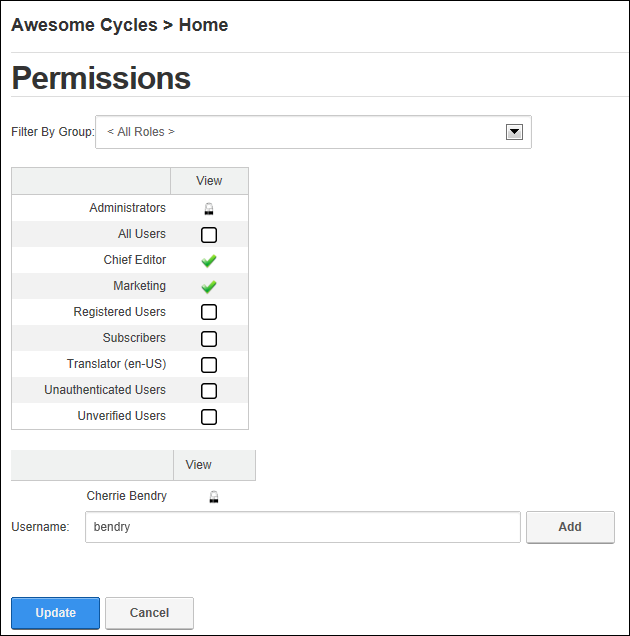 Awesome Cycles > Home
Permissions
Filter By Group: < All Roles >
View
Administrators
All Users
Chief Editor
Marketing
Registered Users
Subscribers
Translator (en-US)
Unauthenticated Users
Unverified Users
View
Cherrie Bendry
Username: bendry Add
Update Cancel